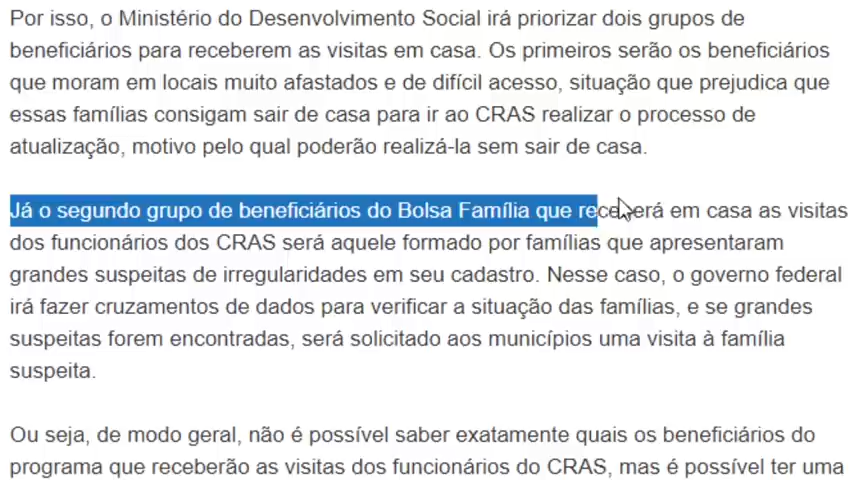 Por isso, o Ministério do Desenvolvimento Social irá priorizar dois grupos de
beneficiários para receberem as visitas em casa. Os primeiros serão os beneficiários
que moram em locais muito afastados e de difícil acesso, situação que prejudica que
essas famílias consigam sair de casa para ir ao CRAS realizar o processo de
atualização, motivo pelo qual poderão realizá-la sem sair de casa.
Já o segundo grupo de beneficiários do Bolsa Família que receberá em casa as visitas
dos funcionários dos CRAS será aquele formado por famílias que apresentaram
grandes suspeitas de irregularidades em seu cadastro. Nesse caso, o governo federal
irá fazer cruzamentos de dados para verificar a situação das famílias, e se grandes
suspeitas forem encontradas, será solicitado aos municípios uma visita à família
suspeita.
Ou seja, de modo geral, não é possível saber exatamente quais os beneficiários do
programa que receberão as visitas dos funcionários do CRAS, mas é possível ter uma